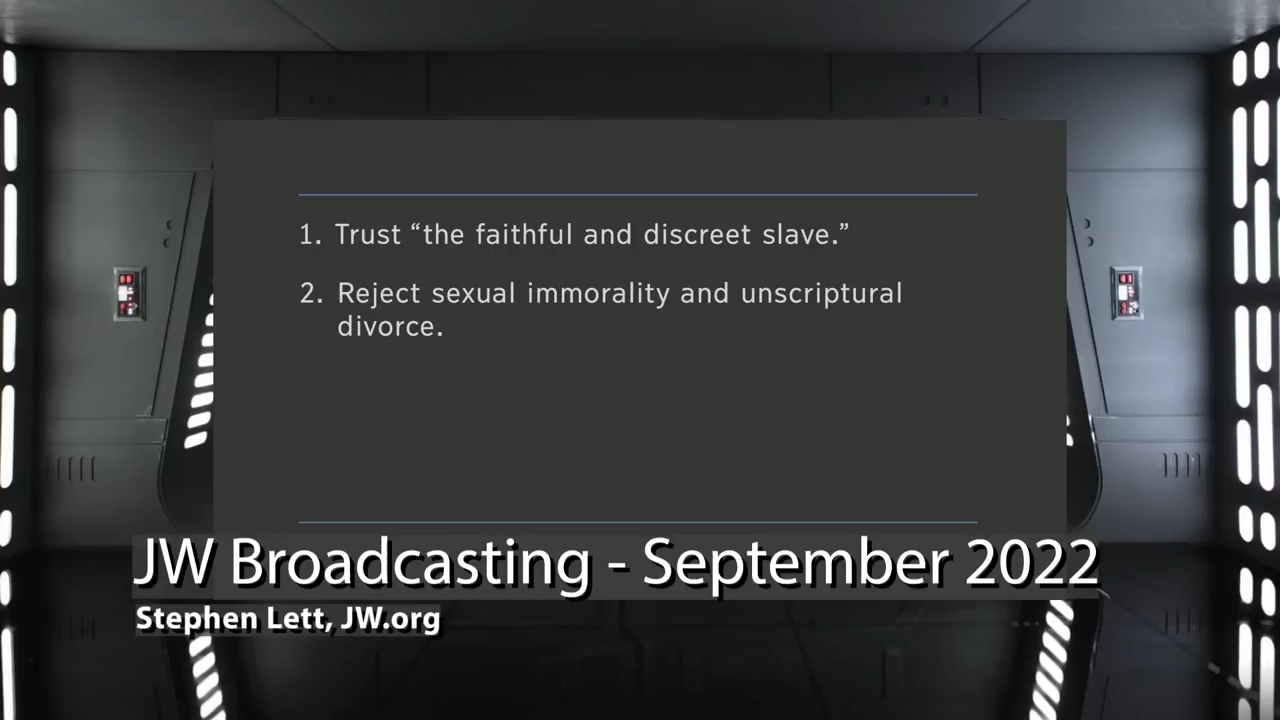 1. Trust “the faithful and discreet slave.”
2. Reject sexual immorality and unscriptural
divorce.
JW Broadcasting - September 2022
Stephen Lett, JW.org